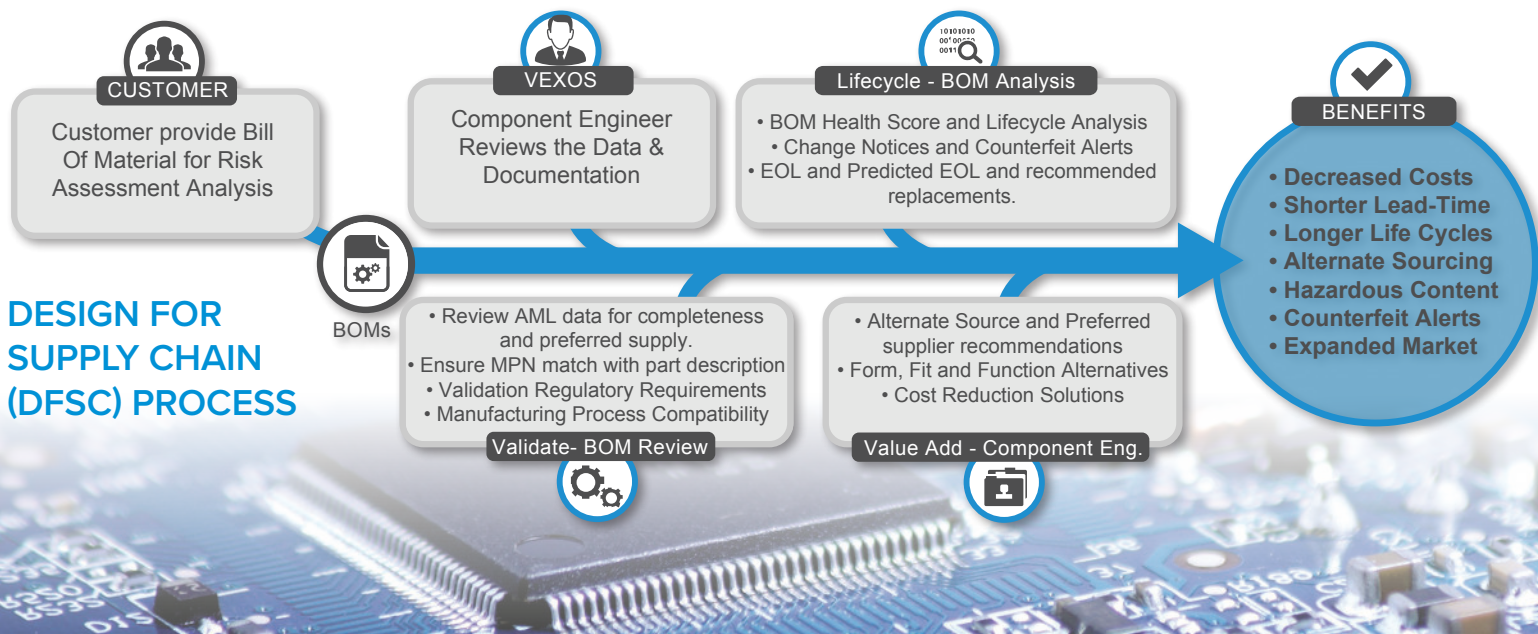 CUSTOMER
Customer provide Bill
Of Material for Risk
Assessment Analysis
BOMs
DESIGN FOR
SUPPLY CHAIN
(DFSC) PROCESS
VEXOS
Component Engineer
Reviews the Data &
Documentation
• Review AML data for completeness
and preferred supply.
• Ensure MPN match with part description
• Validation Regulatory Requirements
• Manufacturing Process Compatibility
Validate- BOM Review
10101010
Lifecycle - BOM Analysis
• BOM Health Score and Lifecycle Analysis
• Change Notices and Counterfeit Alerts
• EOL and Predicted EOL and recommended
replacements.
• Alternate Source and Preferred
supplier recommendations
• Form, Fit and Function Alternatives
• Cost Reduction Solutions
Value Add - Component Eng.
BENEFITS
• Decreased Costs
• Shorter Lead-Time
• Longer Life Cycles
• Alternate Sourcing
• Hazardous Content
• Counterfeit Alerts
• Expanded Market